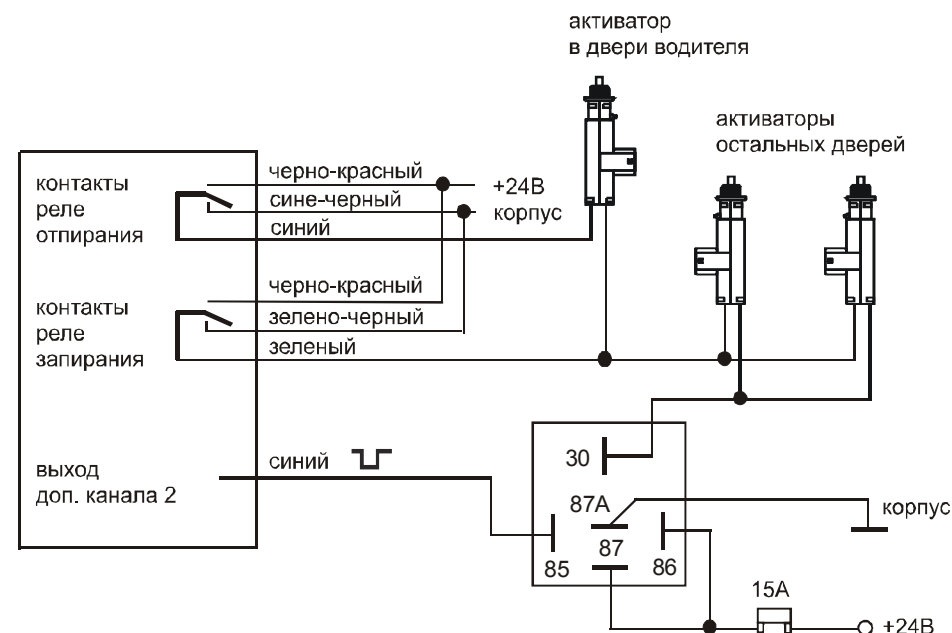 активатор
в двери водителя
активаторы
остальных дверей
контакты
реле
отпирания
черно-красный
+24В
сине-черный
корпус
синий
контакты
реле
запирания
черно-красный
зелено-черный
зеленый
выход
доп. канала 2
синий
30
87А
87
85
86
корпус
15А
+24В